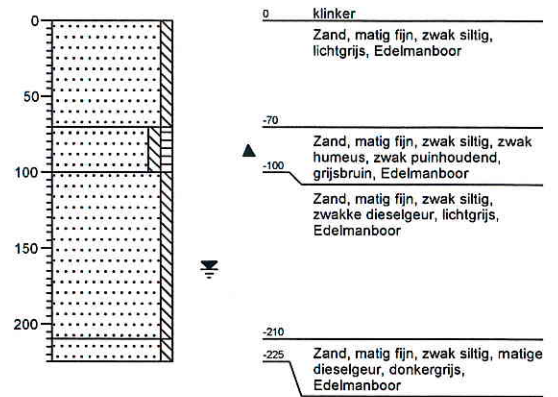 0
50
100
150
200
0 klinker
Zand, matig fijn, zwak siltig,
lichtgrijs, Edelmanboor
-70
Zand, matig fijn, zwak siltig, zwak
humeus, zwak puinhoudend,
grijsbruin, Edelmanboor
-100
Zand, matig fijn, zwak siltig,
zwakke dieselgeur, lichtgrijs,
Edelmanboor
-210
-225
Zand, matig fijn, zwak siltig, matige
dieselgeur, donkergrijs,
Edelmanboor